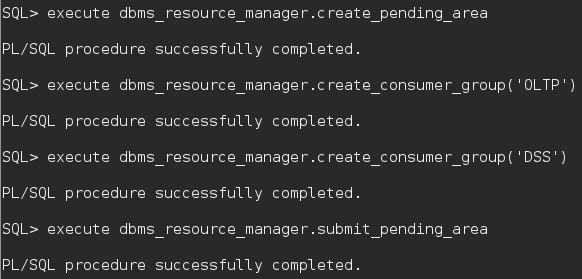 SQL> execute dbms_resource_manager.create_pending_area
PL/SQL procedure successfully completed.
SQL> execute dbms_resource_manager.create_consumer_group('OLTP')
PL/SQL procedure successfully completed.
SQL> execute dbms_resource_manager.create_consumer_group('DSS')
PL/SQL procedure successfully completed.
SQL> execute dbms_resource_manager.submit_pending_area
PL/SQL procedure successfully completed.